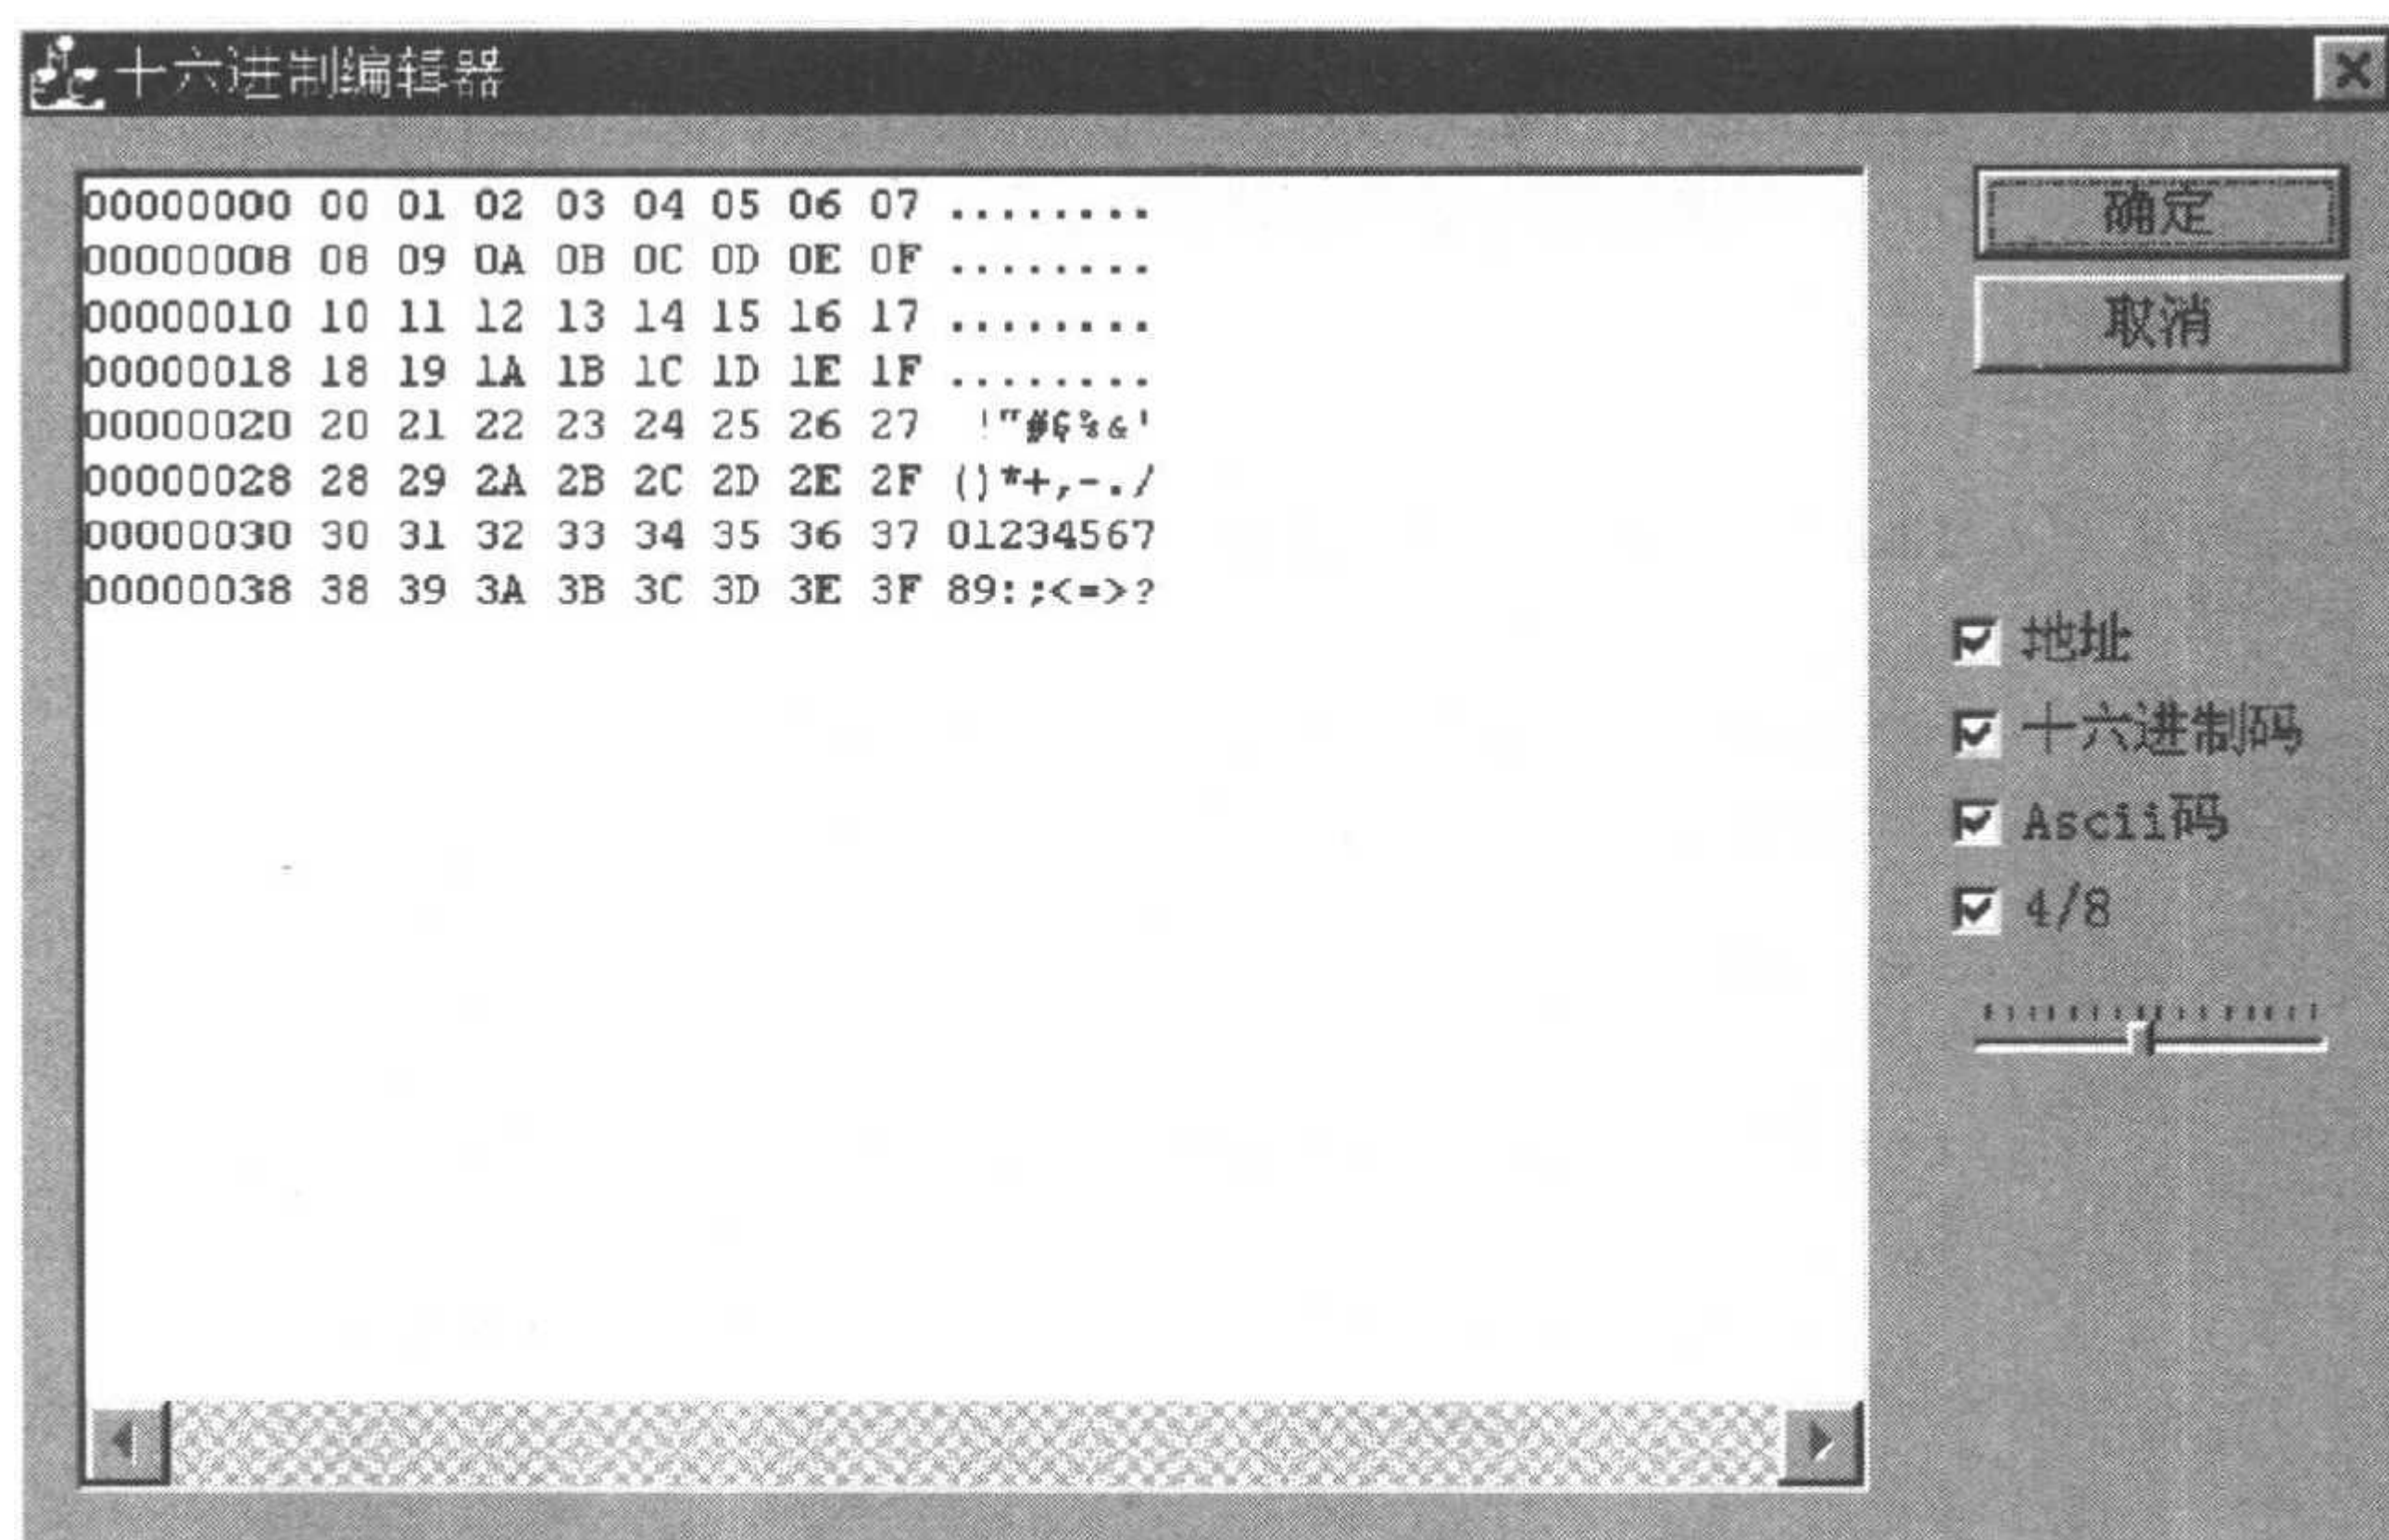 十六进制编辑器
00000000 00 01 02 03 04 05 06 07 ........
00000008 08 09 0A 0B 0C 0D 0E 0F ........
00000010 10 11 12 13 14 15 16 17 ........
00000018 18 19 1A 1B 1C 1D 1E 1F ........
00000020 20 21 22 23 24 25 26 27  !"#$%&'
00000028 28 29 2A 2B 2C 2D 2E 2F ()*+,-./
00000030 30 31 32 33 34 35 36 37 01234567
00000038 38 39 3A 3B 3C 3D 3E 3F 89:;<=>?
确定
取消
地址
十六进制码
Ascii码
4/8